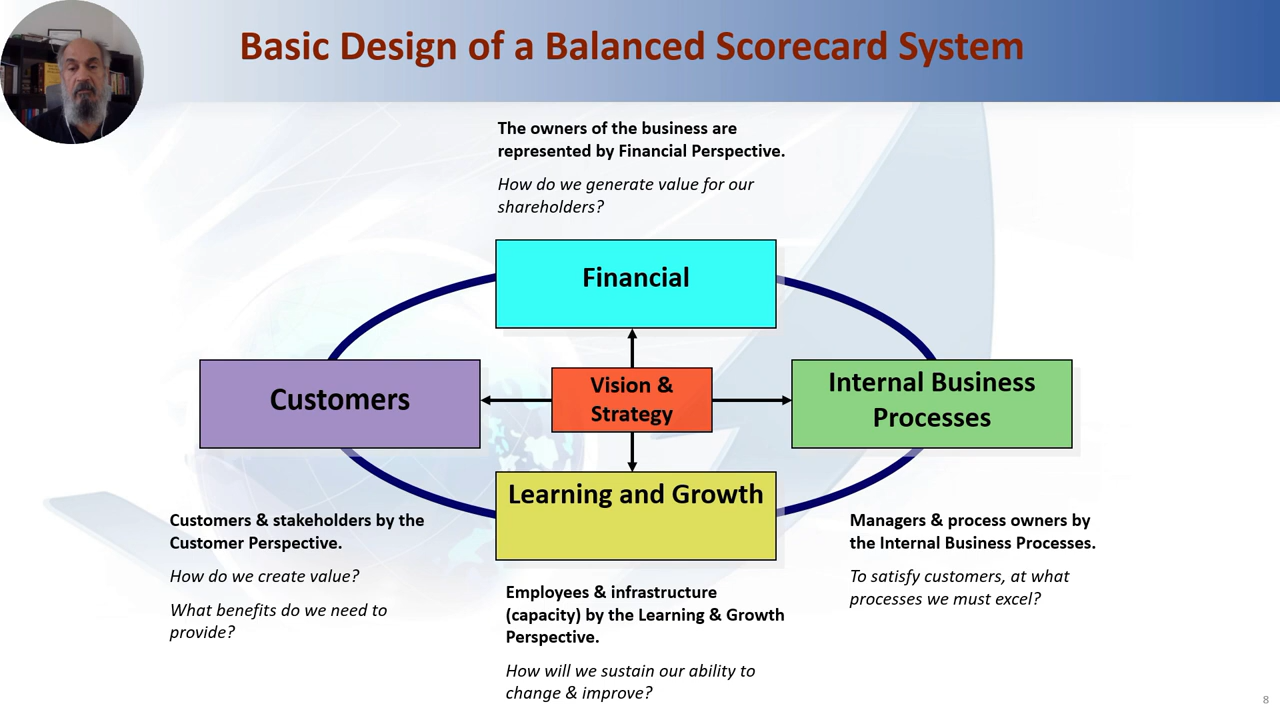 Basic Design of a Balanced Scorecard System
The owners of the business are
represented by Financial Perspective.
How do we generate value for our
shareholders?
Financial
Customers
Vision &
Strategy
Internal Business
Processes
Learning and Growth
Customers & stakeholders by the
Customer Perspective.
How do we create value?
What benefits do we need to
provide?
Employees & infrastructure
(capacity) by the Learning & Growth
Perspective.
How will we sustain our ability to
change & improve?
Managers & process owners by
the Internal Business Processes.
To satisfy customers, at what
processes we must excel?
8